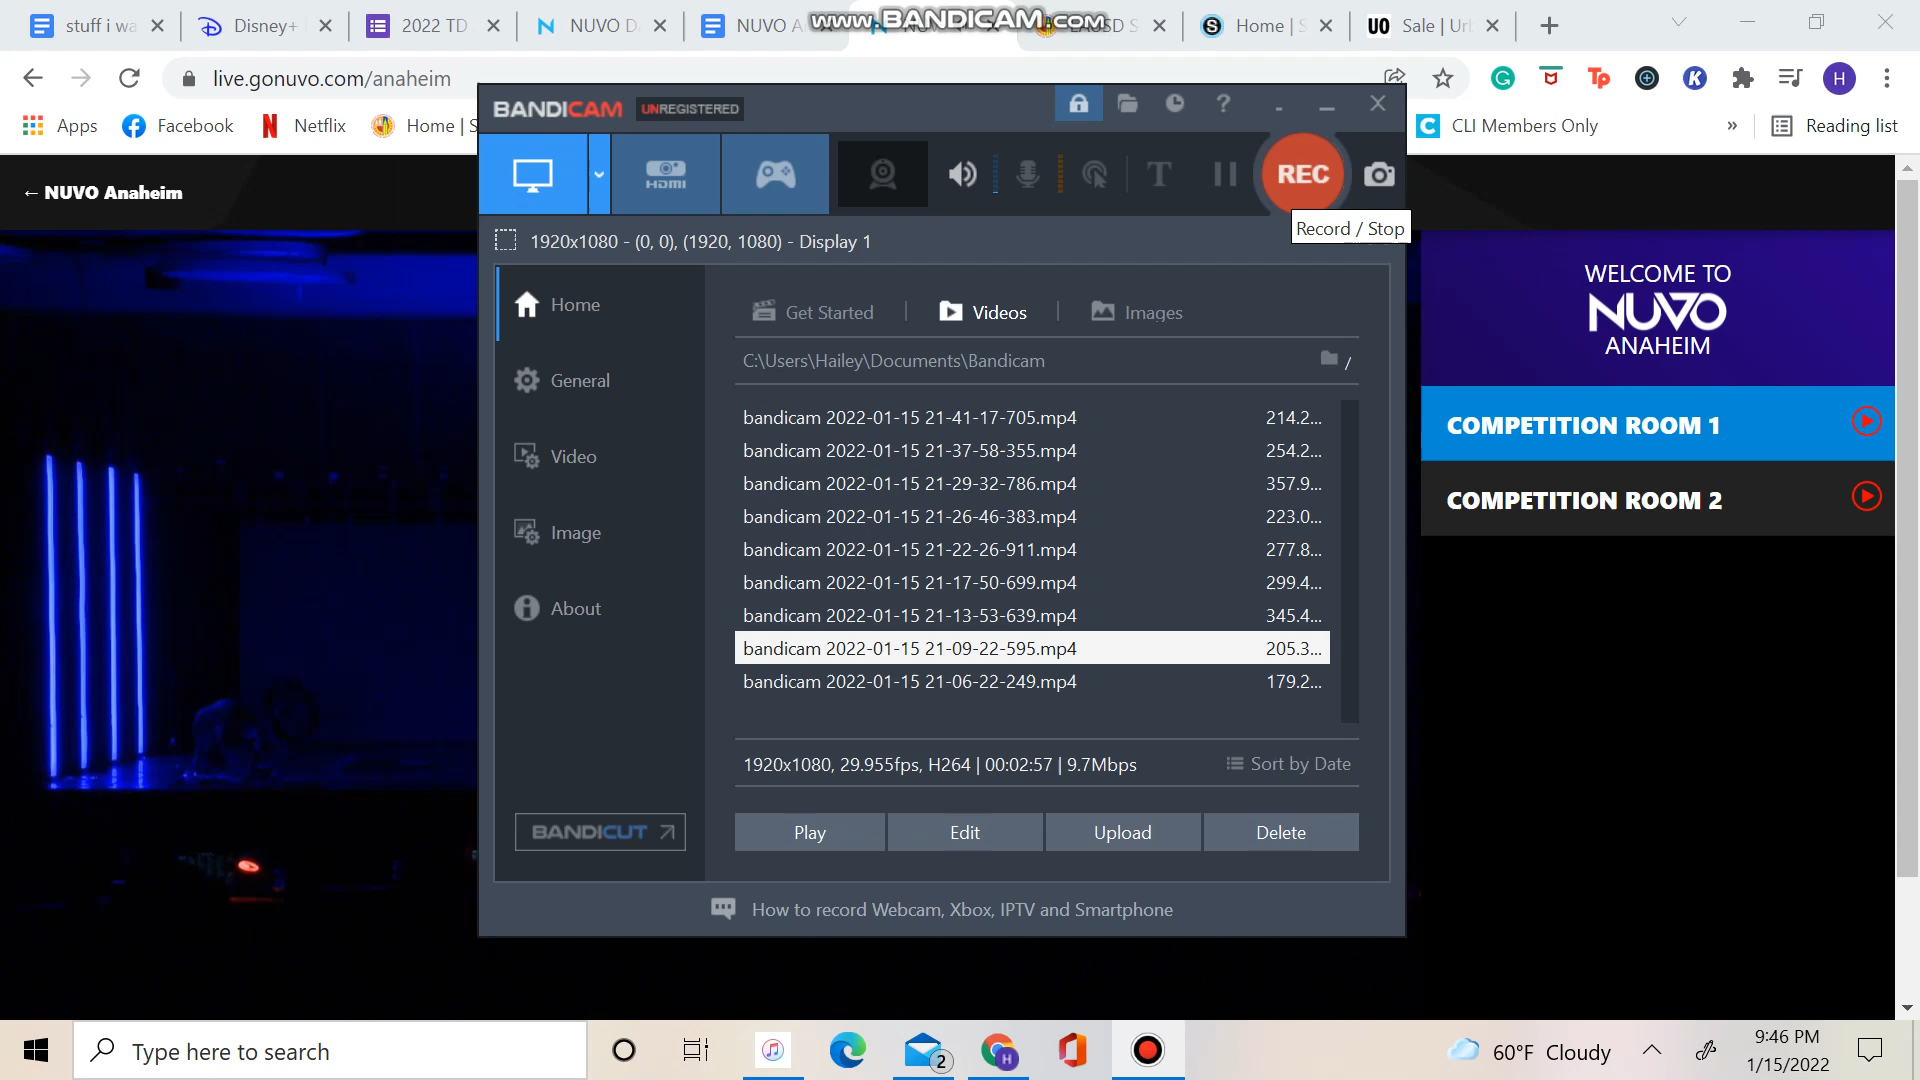 stuff i wa
Disney+
2022 TD
NUVO D
NUVO A
www.BANDICAM.com
LAUSD S
Home | S
Sale | Ur
live.gonuvo.com/anaheim
Apps
Facebook
Netflix
Home | S
CLI Members Only
»
Reading list
← NUVO Anaheim
BANDICAM UNREGISTERED
HDMI
T
REC
Record / Stop
1920x1080 - (0, 0), (1920, 1080) - Display 1
Home
General
Video
Image
About
BANDICUT
Get Started
Videos
Images
C:\Users\Hailey\Documents\Bandicam
/
bandicam 2022-01-15 21-41-17-705.mp4 214.2...
bandicam 2022-01-15 21-37-58-355.mp4 254.2...
bandicam 2022-01-15 21-29-32-786.mp4 357.9...
bandicam 2022-01-15 21-26-46-383.mp4 223.0...
bandicam 2022-01-15 21-22-26-911.mp4 277.8...
bandicam 2022-01-15 21-17-50-699.mp4 299.4...
bandicam 2022-01-15 21-13-53-639.mp4 345.4...
bandicam 2022-01-15 21-09-22-595.mp4 205.3...
bandicam 2022-01-15 21-06-22-249.mp4 179.2...
1920x1080, 29.955fps, H264 | 00:02:57 | 9.7Mbps
Sort by Date
Play
Edit
Upload
Delete
How to record Webcam, Xbox, IPTV and Smartphone
WELCOME TO
NUVO
ANAHEIM
COMPETITION ROOM 1
COMPETITION ROOM 2
Type here to search
2
H
60°F Cloudy
9:46 PM
1/15/2022